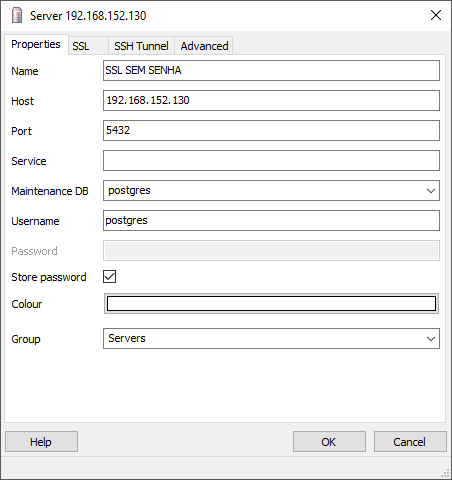 Server 192.168.152.130
Properties SSL SSH Tunnel Advanced
Name SSL SEM SENHA
Host 192.168.152.130
Port 5432
Service
Maintenance DB postgres
Username postgres
Password
Store password
Colour
Group Servers
Help OK Cancel